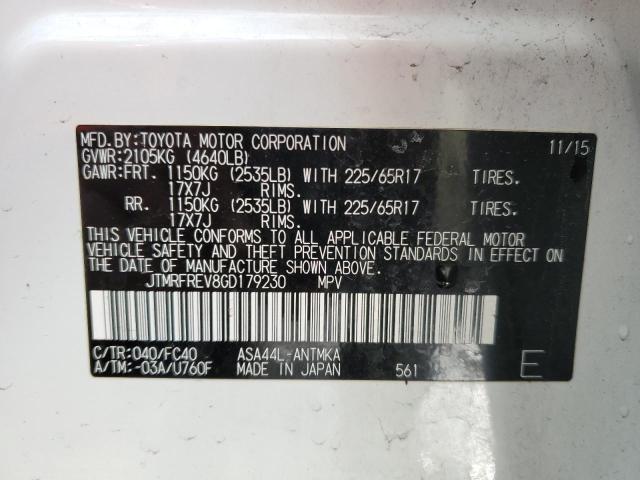 MFD.BY:TOYOTA MOTOR CORPORATION 11/15
GVWR:2105KG (4640LB)
GAWR:FRT. 1150KG (2535LB) WITH 225/65R17 TIRES.
17X7J RIMS.
RR. 1150KG (2535LB) WITH 225/65R17 TIRES.
17X7J RIMS.
THIS VEHICLE CONFORMS TO ALL APPLICABLE FEDERAL MOTOR
VEHICLE SAFETY AND THEFT PREVENTION STANDARDS IN EFFECT ON
THE DATE OF MANUFACTURE SHOWN ABOVE.
JTMRFREV8GD179230 MPV
C/TR:040/FC40 ASA44L-ANTMKA
A/TM:-03A/U760F MADE IN JAPAN 561 E